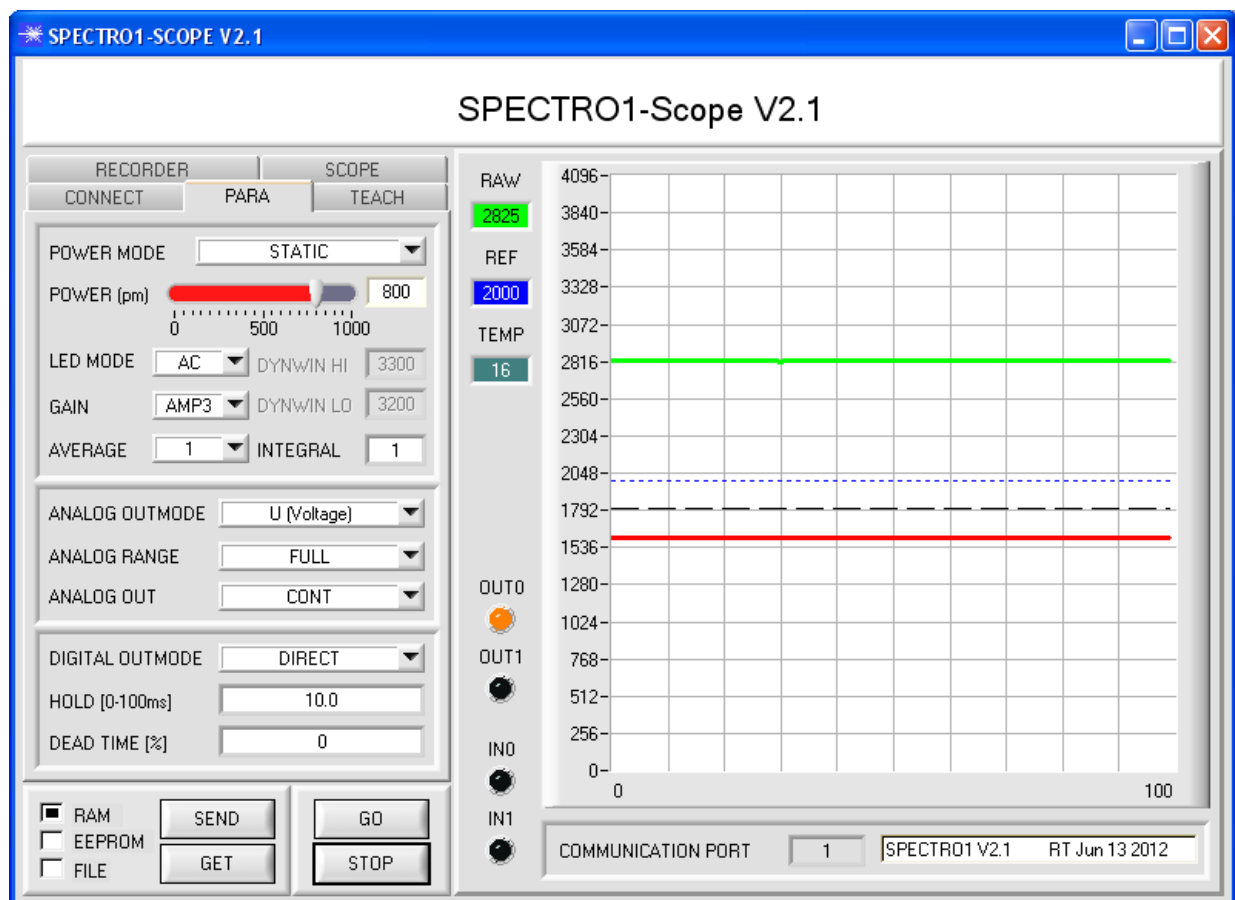 SPECTRO1-SCOPE V2.1
SPECTRO1-Scope V2.1
RECORDER SCOPE
CONNECT PARA TEACH
POWER MODE STATIC
POWER (pm) 800
0 500 1000
LED MODE AC DYNWIN HI 3300
GAIN AMP3 DYNWIN LO 3200
AVERAGE 1 INTEGRAL 1
ANALOG OUTMODE U (Voltage)
ANALOG RANGE FULL
ANALOG OUT CONT
DIGITAL OUTMODE DIRECT
HOLD [0-100ms] 10.0
DEAD TIME [%] 0
RAM
EEPROM
FILE
SEND
GET
GO
STOP
RAW
2825
REF
2000
TEMP
16
OUT0
OUT1
IN0
IN1
4096
3840
3584
3328
3072
2816
2560
2304
2048
1792
1536
1280
1024
768
512
256
0
0 100
COMMUNICATION PORT 1 SPECTRO1 V2.1 RT Jun 13 2012